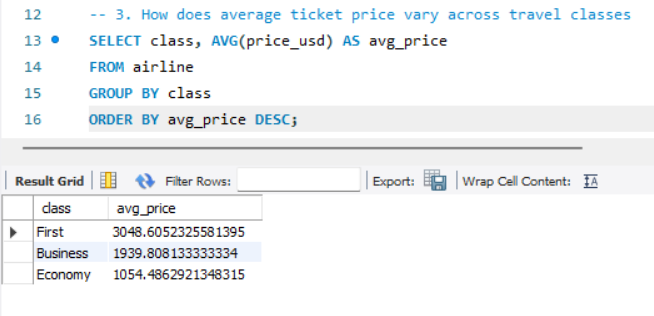 12 -- 3. How does average ticket price vary across travel classes
13 SELECT class, AVG(price_usd) AS avg_price
14 FROM airline
15 GROUP BY class
16 ORDER BY avg_price DESC;
Result Grid Filter Rows: Export: Wrap Cell Content: IA
class avg_price
First 3048.6052325581395
Business 1939.808133333334
Economy 1054.4862921348315